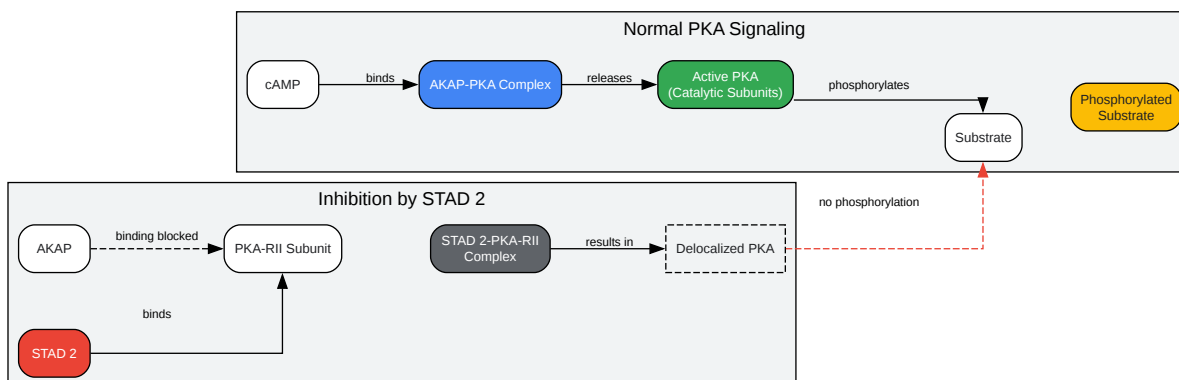 Normal PKA Signaling
cAMP
binds
AKAP-PKA Complex
releases
Active PKA
(Catalytic Subunits)
phosphorylates
Substrate
Phosphorylated
Substrate
no phosphorylation
Inhibition by STAD 2
AKAP
binding blocked
PKA-RII Subunit
STAD 2-PKA-RII
Complex
results in
Delocalized PKA
binds
STAD 2